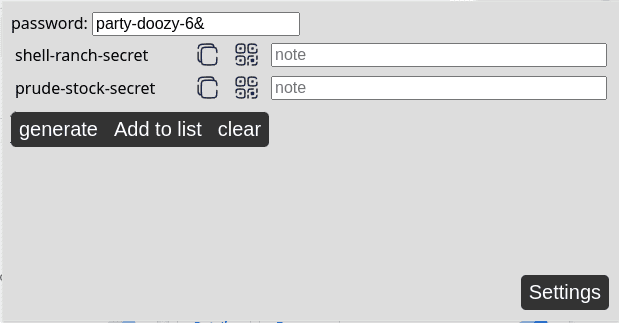 password: party-doozy-6&
shell-ranch-secret note
prude-stock-secret note
generate Add to list clear
Settings